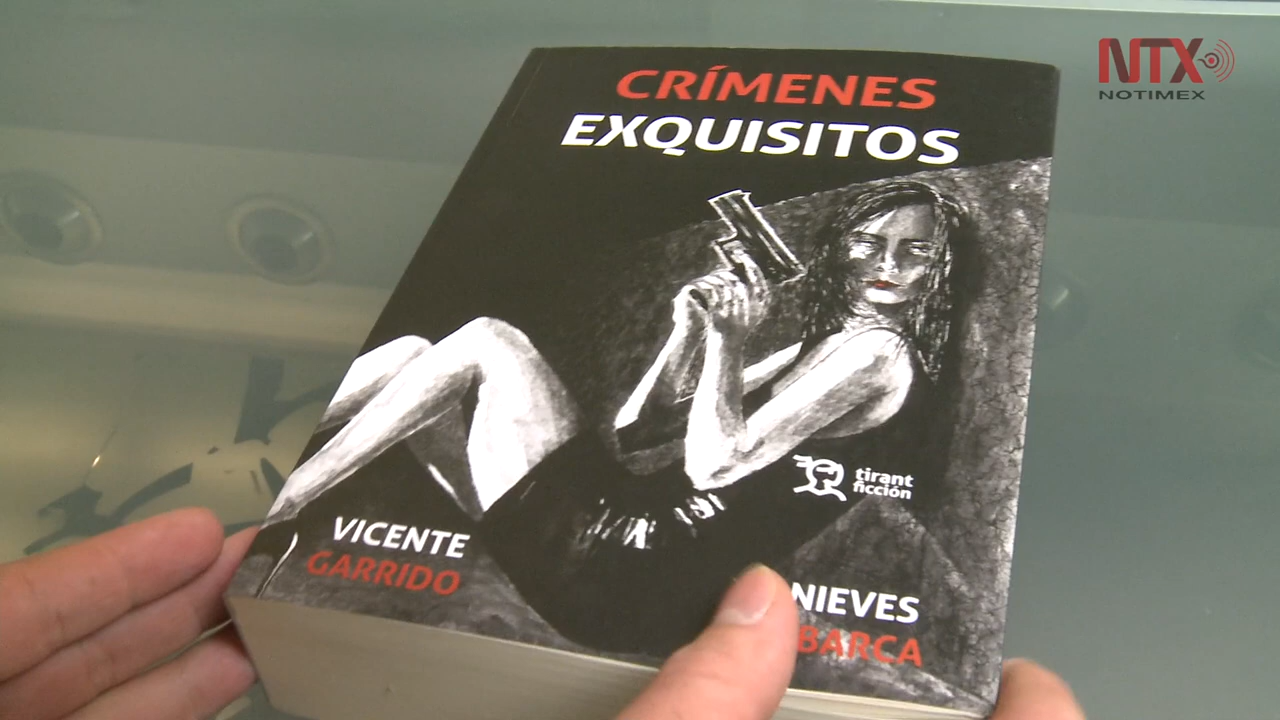 NTX
NOTIMEX
CRÍMENES
EXQUISITOS
tirant
ficción
VICENTE
GARRIDO
NIEVES
BARCA